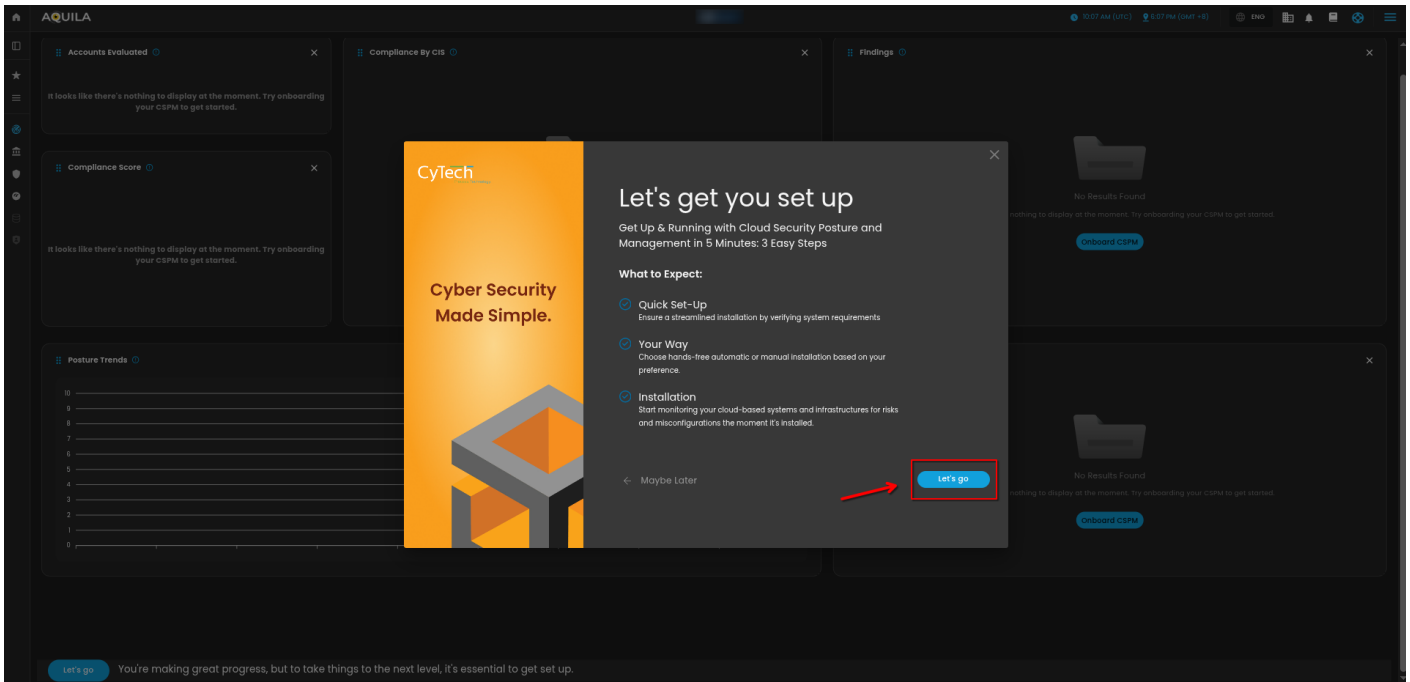 AQUILA
10:07 AM (UTC)
6:07 PM (GMT +8)
ENG
Accounts Evaluated
It looks like there's nothing to display at the moment. Try onboarding
your CSPM to get started.
Compliance By CIS
Findings
No Results Found
nothing to display at the moment. Try onboarding your CSPM to get started.
Onboard CSPM
Compliance Score
It looks like there's nothing to display at the moment. Try onboarding
your CSPM to get started.
Posture Trends
10
9
8
7
6
5
4
3
2
1
0
CyTech
Cyber Security
Made Simple.
Let's get you set up
Get Up & Running with Cloud Security Posture and
Management in 5 Minutes: 3 Easy Steps
What to Expect:
Quick Set-Up
Ensure a streamlined installation by verifying system requirements
Your Way
Choose hands-free automatic or manual installation based on your
preference.
Installation
Start monitoring your cloud-based systems and infrastructures for risks
and misconfigurations the moment it's installed.
Maybe Later
Let's go
No Results Found
nothing to display at the moment. Try onboarding your CSPM to get started.
Onboard CSPM
Let's go
You're making great progress, but to take things to the next level, it's essential to get set up.